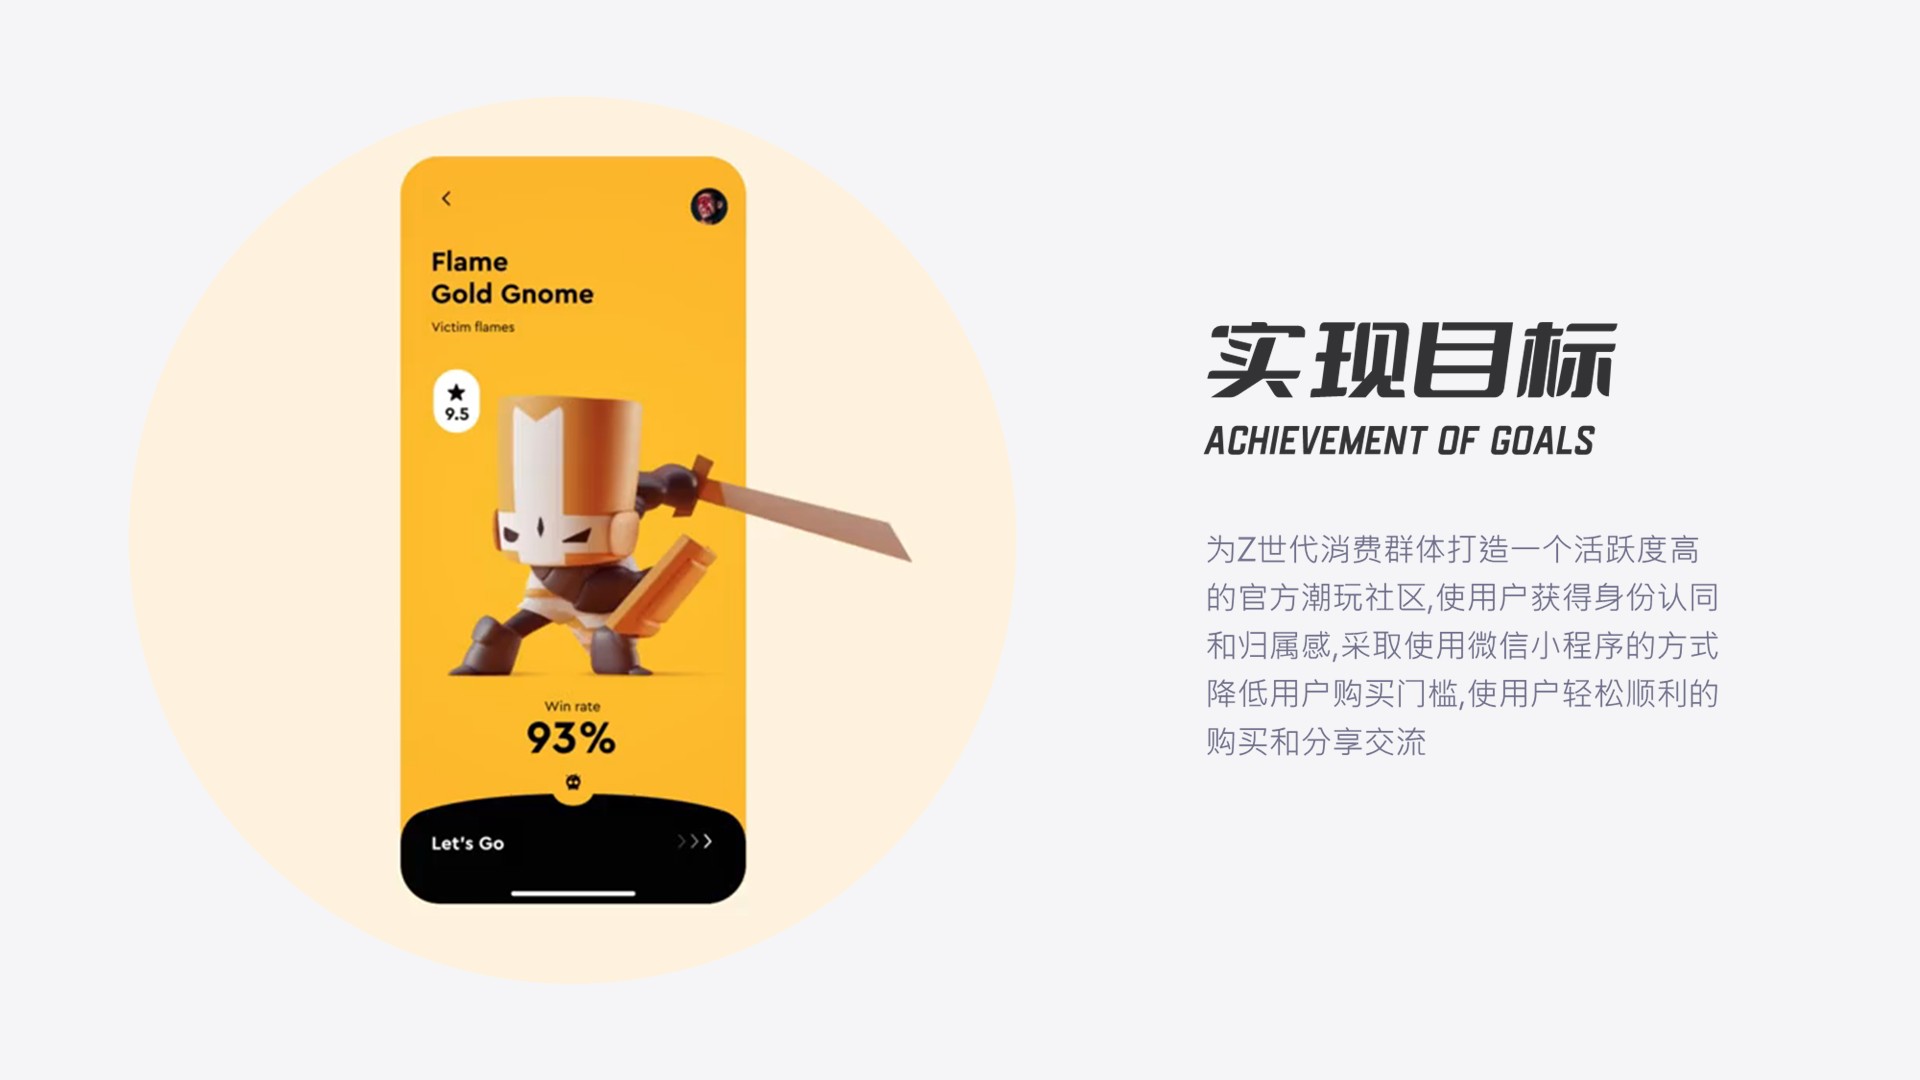 Flame
Gold Gnome
Victim flames
9.5
Win rate
93%
Let's Go
实现目标
ACHIEVEMENT OF GOALS
为Z世代消费群体打造一个活跃度高
的官方潮玩社区,使用户获得身份认同
和归属感,采取使用微信小程序的方式
降低用户购买门槛,使用户轻松顺利的
购买和分享交流